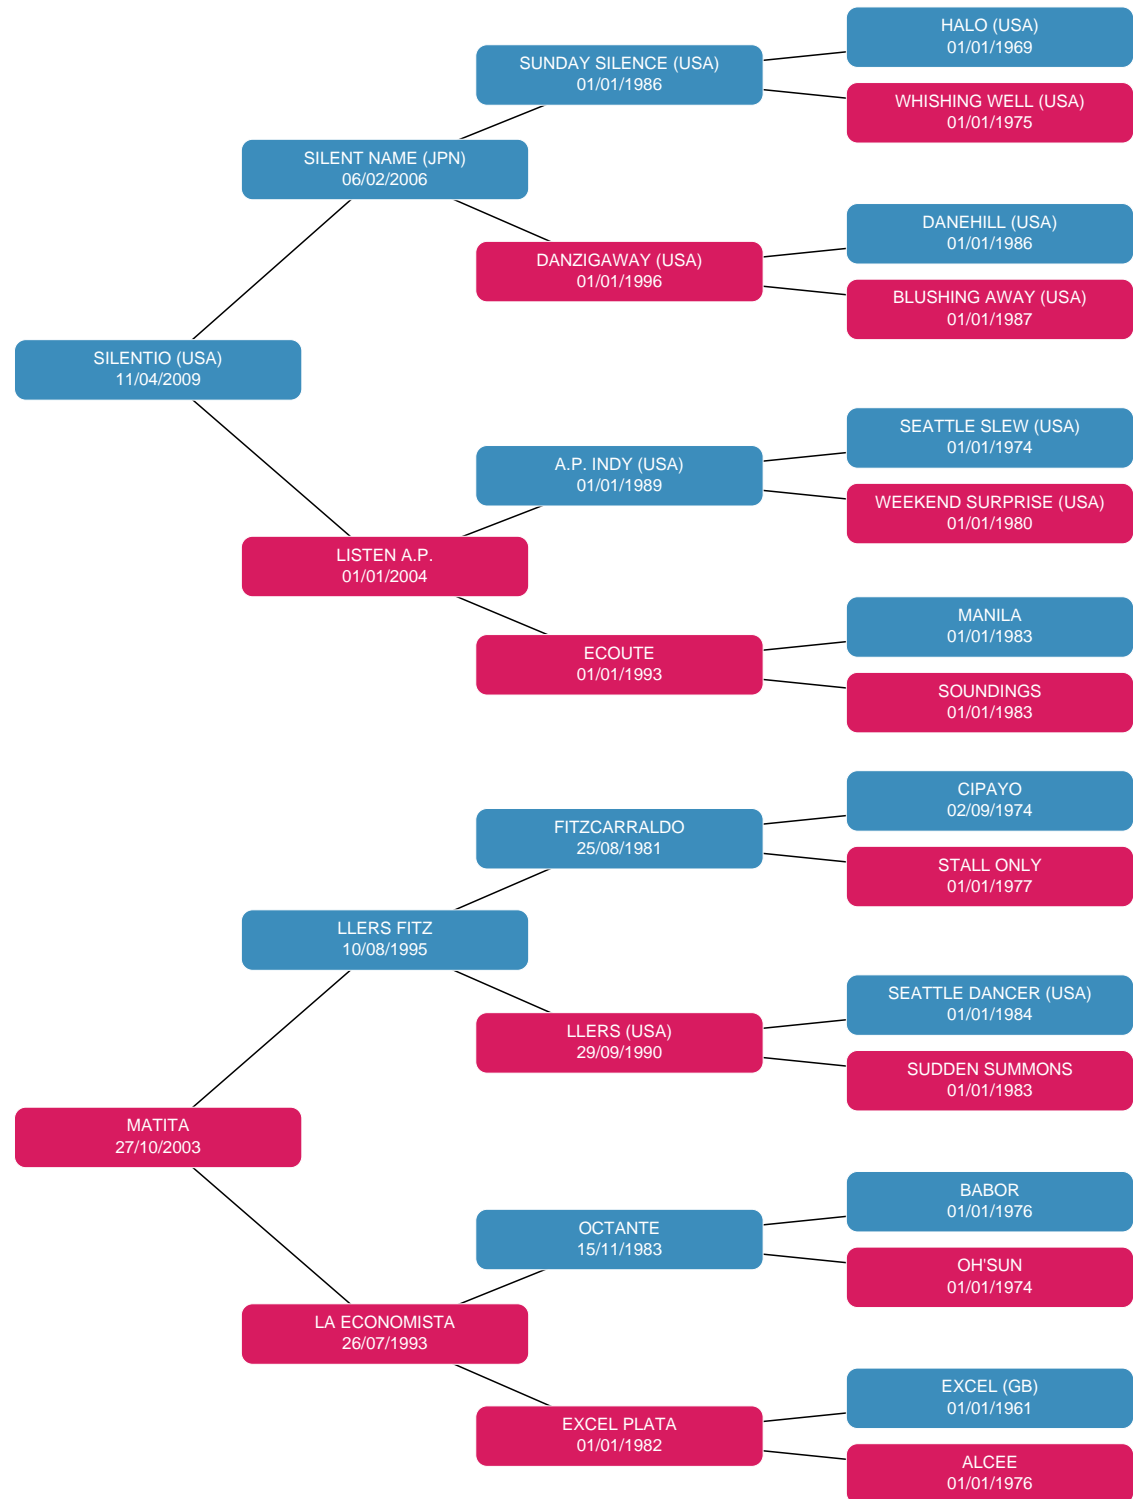 HALO (USA)
01/01/1969
SUNDAY SILENCE (USA)
01/01/1986
WHISHING WELL (USA)
01/01/1975
SILENT NAME (JPN)
06/02/2006
DANEHILL (USA)
01/01/1986
DANZIGAWAY (USA)
01/01/1996
BLUSHING AWAY (USA)
01/01/1987
SILENTIO (USA)
11/04/2009
SEATTLE SLEW (USA)
01/01/1974
A.P. INDY (USA)
01/01/1989
WEEKEND SURPRISE (USA)
01/01/1980
LISTEN A.P.
01/01/2004
MANILA
01/01/1983
ECOUTE
01/01/1993
SOUNDINGS
01/01/1983
CIPAYO
02/09/1974
FITZCARRALDO
25/08/1981
STALL ONLY
01/01/1977
LLERS FITZ
10/08/1995
SEATTLE DANCER (USA)
01/01/1984
LLERS (USA)
29/09/1990
SUDDEN SUMMONS
01/01/1983
MATITA
27/10/2003
BABOR
01/01/1976
OCTANTE
15/11/1983
OH'SUN
01/01/1974
LA ECONOMISTA
26/07/1993
EXCEL (GB)
01/01/1961
EXCEL PLATA
01/01/1982
ALCEE
01/01/1976